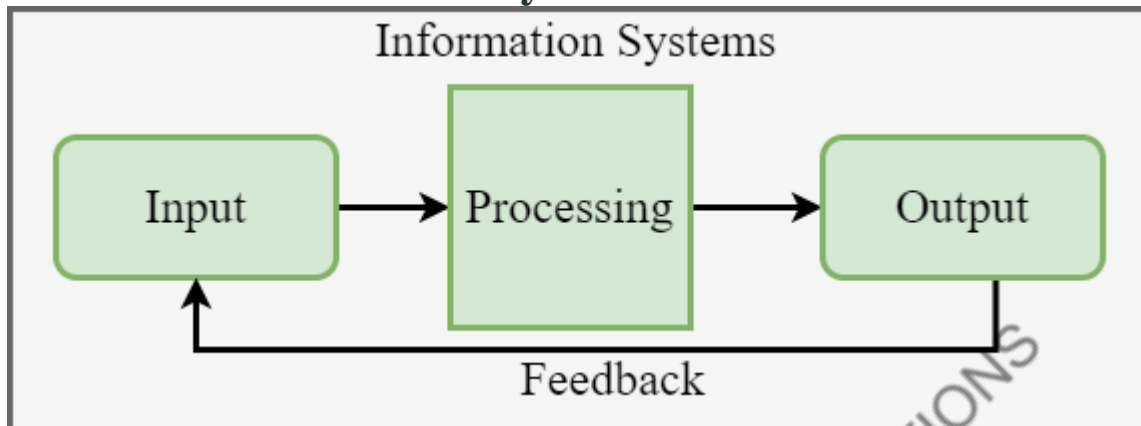 Information Systems
Input
Processing
Output
Feedback